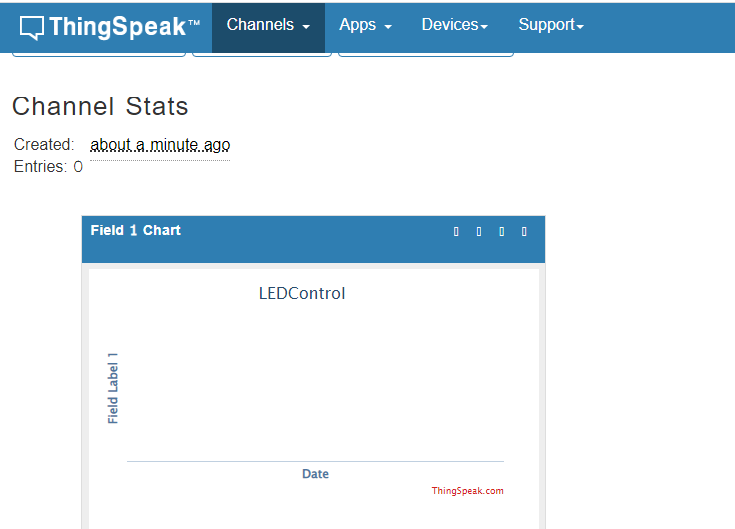 ThingSpeak™ Channels Apps Devices Support
Channel Stats
Created: about a minute ago
Entries: 0
Field 1 Chart
LEDControl
Field Label 1
Date
ThingSpeak.com